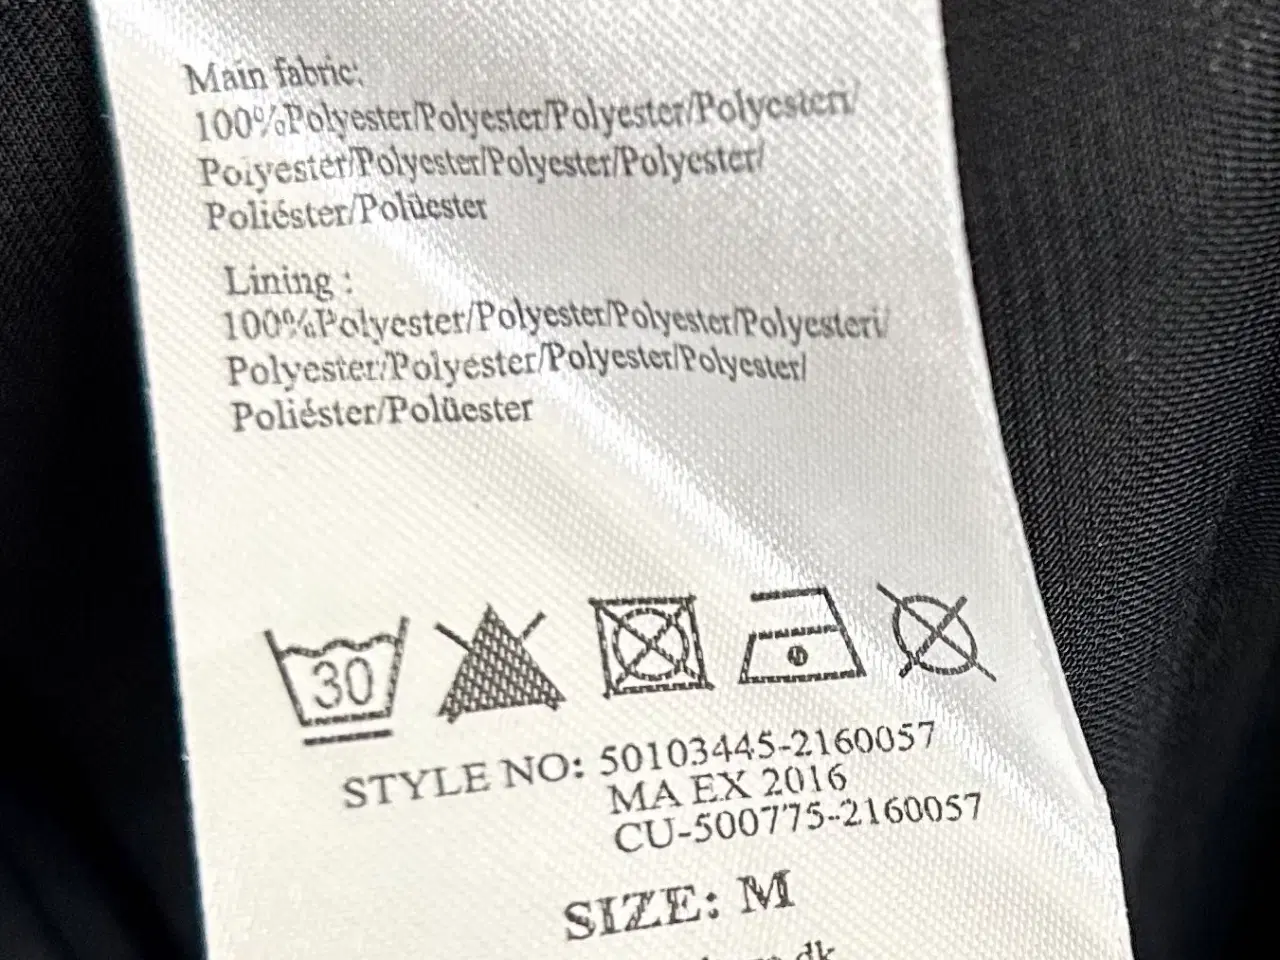 Main fabric:
100%Polyester/Polyester/Polyester/Polyesteri/
Polyester/Polyester/Polyester/Polyester/
Poliéster/Polüester
Lining :
100%Polyester/Polyester/Polyester/Polyesteri/
Polyester/Polyester/Polyester/Polyester/
Poliéster/Polüester
30
STYLE NO: 50103445-2160057
MA EX 2016
CU-500775-2160057
SIZE: M